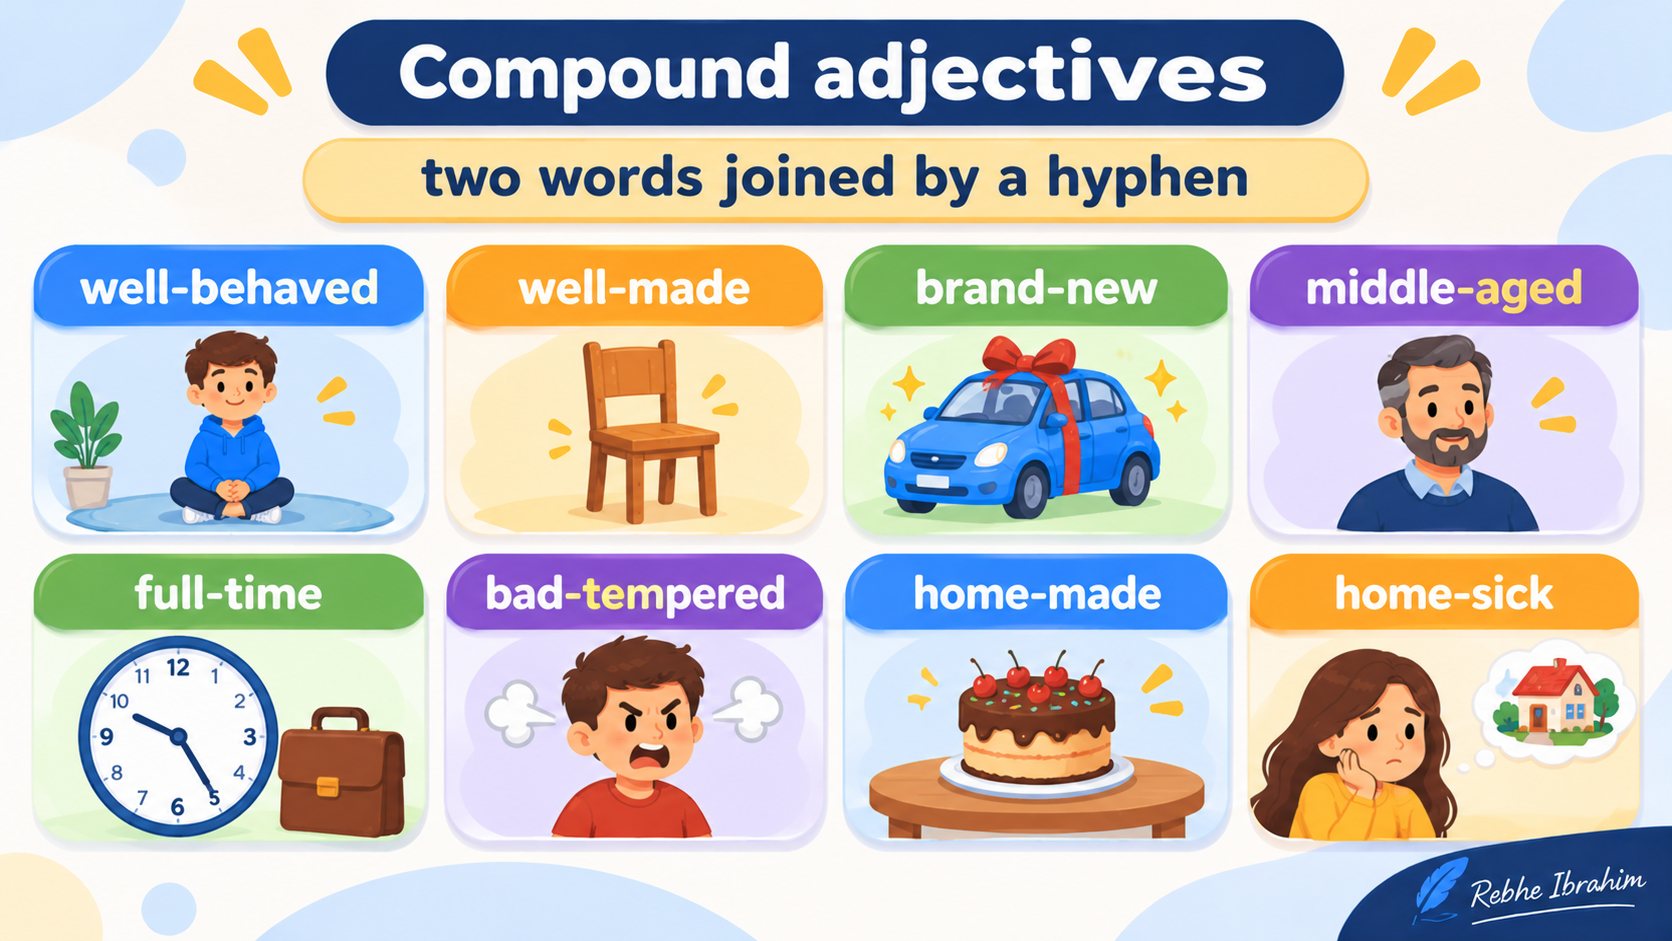 Compound adjectives
two words joined by a hyphen
well-behaved
well-made
brand-new
middle-aged
full-time
bad-tempered
home-made
home-sick
12
11
1
10
2
9
3
8
4
7
5
6
Rebhe Ibrahim